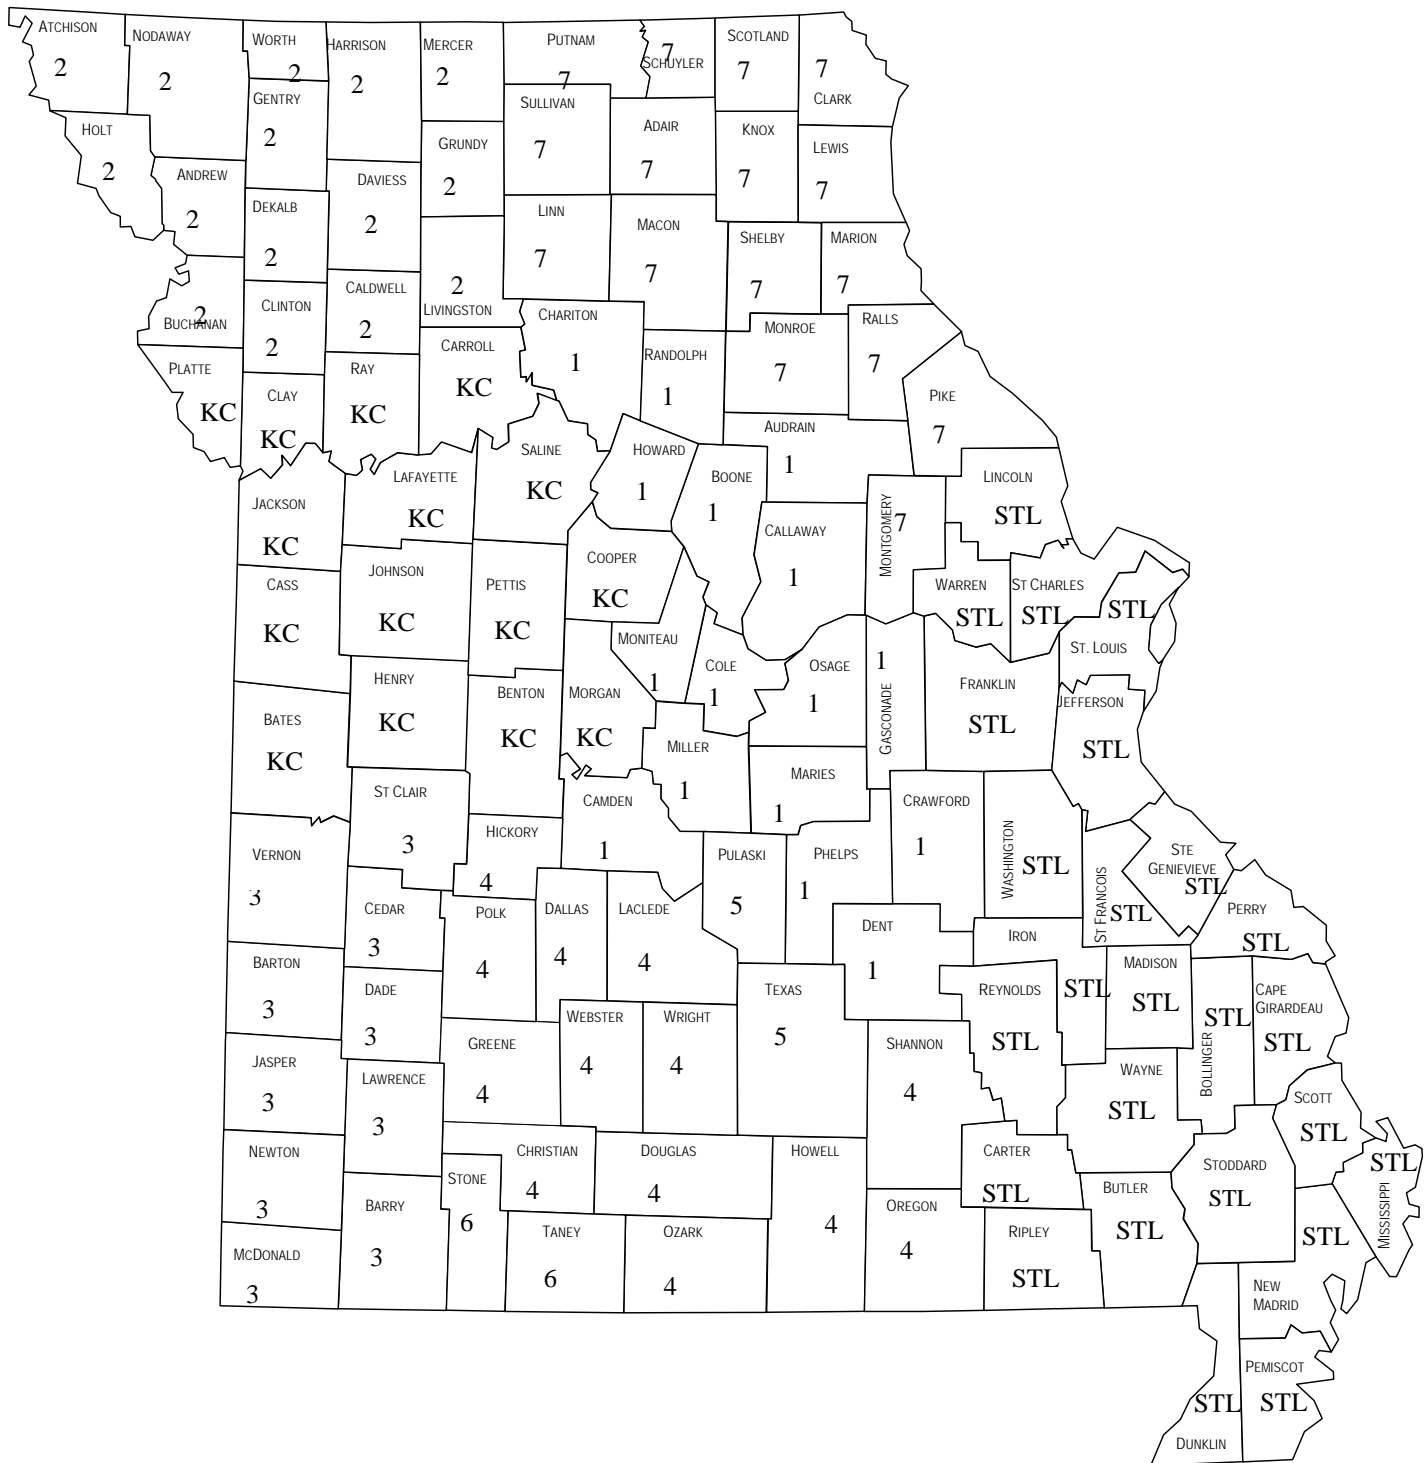 ATCHISON
2
NODAWAY
2
WORTH
2
HARRISON
2
MERCER
2
PUTNAM
7
7
SCHUYLER
SCOTLAND
7
7
CLARK
GENTRY
2
SULLIVAN
7
ADAIR
7
KNOX
7
LEWIS
7
HOLT
2
ANDREW
2
DEKALB
2
DAVIESS
2
GRUNDY
2
LINN
7
MACON
7
SHELBY
7
MARION
7
2
BUCHANAN
CLINTON
2
CALDWELL
2
2
LIVINGSTON
CHARITON
1
RANDOLPH
1
MONROE
7
RALLS
7
PLATTE
KC
CLAY
KC
RAY
KC
CARROLL
KC
PIKE
7
AUDRAIN
1
SALINE
KC
HOWARD
1
BOONE
1
LINCOLN
STL
JACKSON
KC
LAFAYETTE
KC
CALLAWAY
1
MONTGOMERY
7
COOPER
KC
CASS
KC
JOHNSON
KC
PETTIS
KC
WARREN
STL
ST CHARLES
STL
STL
ST. LOUIS
MONITEAU
1
COLE
1
OSAGE
1
1
GASCONADE
FRANKLIN
STL
JEFFERSON
STL
HENRY
KC
BENTON
KC
MORGAN
KC
BATES
KC
MILLER
1
MARIES
1
ST CLAIR
3
HICKORY
4
CAMDEN
1
CRAWFORD
1
WASHINGTON
STL
STE
GENIEVIEVE
STL
ST FRANCOIS
STL
VERNON
3
PULASKI
5
PHELPS
1
CEDAR
3
POLK
4
DALLAS
4
LACLEDE
4
DENT
1
IRON
STL
PERRY
STL
BARTON
3
DADE
3
TEXAS
5
REYNOLDS
STL
MADISON
STL
STL
BOLLINGER
CAPE
GIRARDEAU
STL
GREENE
4
WEBSTER
4
WRIGHT
4
SHANNON
4
JASPER
3
LAWRENCE
3
WAYNE
STL
SCOTT
STL
NEWTON
3
STONE
6
CHRISTIAN
4
DOUGLAS
4
HOWELL
4
CARTER
STL
STODDARD
STL
STL
MISSISSIPPI
BARRY
3
OREGON
4
BUTLER
STL
MCDONALD
3
TANEY
6
OZARK
4
RIPLEY
STL
STL
NEW
MADRID
PEMISCOT
STL
STL
DUNKLIN